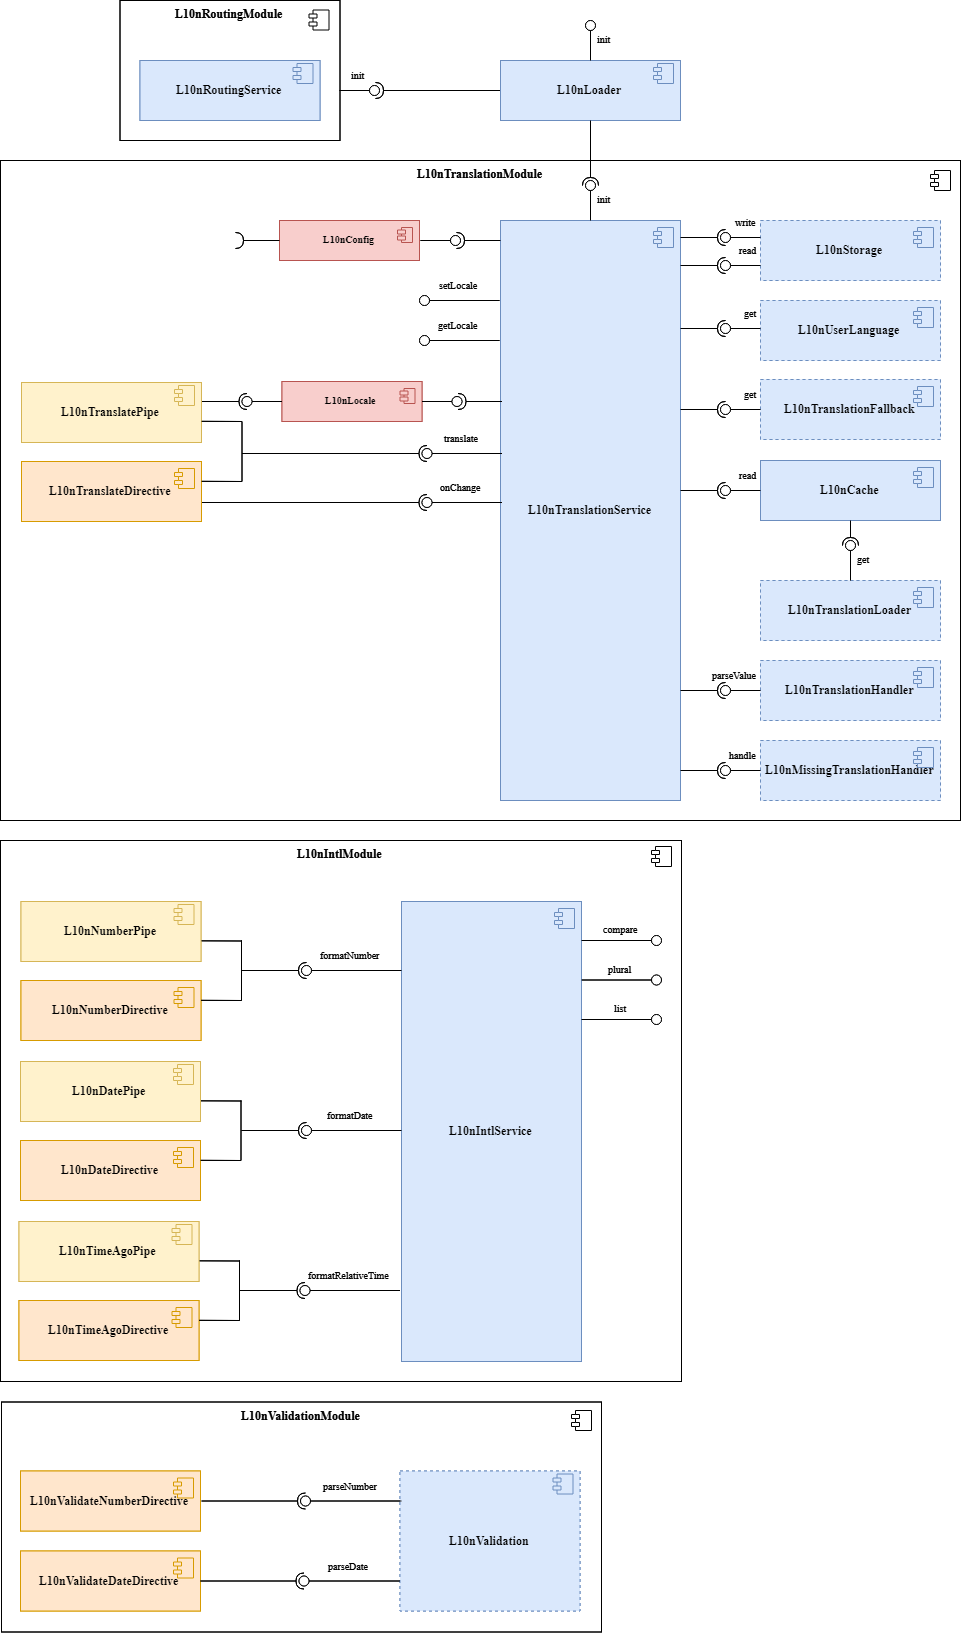 L10nRoutingModule
L10nRoutingService
init
init
L10nLoader
L10nTranslationModule
init
L10nConfig
write
L10nStorage
read
setLocale
getLocale
get
L10nUserLanguage
L10nTranslatePipe
L10nLocale
get
L10nTranslationFallback
translate
L10nTranslateDirective
onChange
read
L10nCache
L10nTranslationService
get
L10nTranslationLoader
parseValue
L10nTranslationHandler
handle
L10nMissingTranslationHandler
L10nIntlModule
L10nNumberPipe
compare
formatNumber
plural
L10nNumberDirective
list
L10nDatePipe
formatDate
L10nIntlService
L10nDateDirective
L10nTimeAgoPipe
formatRelativeTime
L10nTimeAgoDirective
L10nValidationModule
parseNumber
L10nValidateNumberDirective
L10nValidation
parseDate
L10nValidateDateDirective